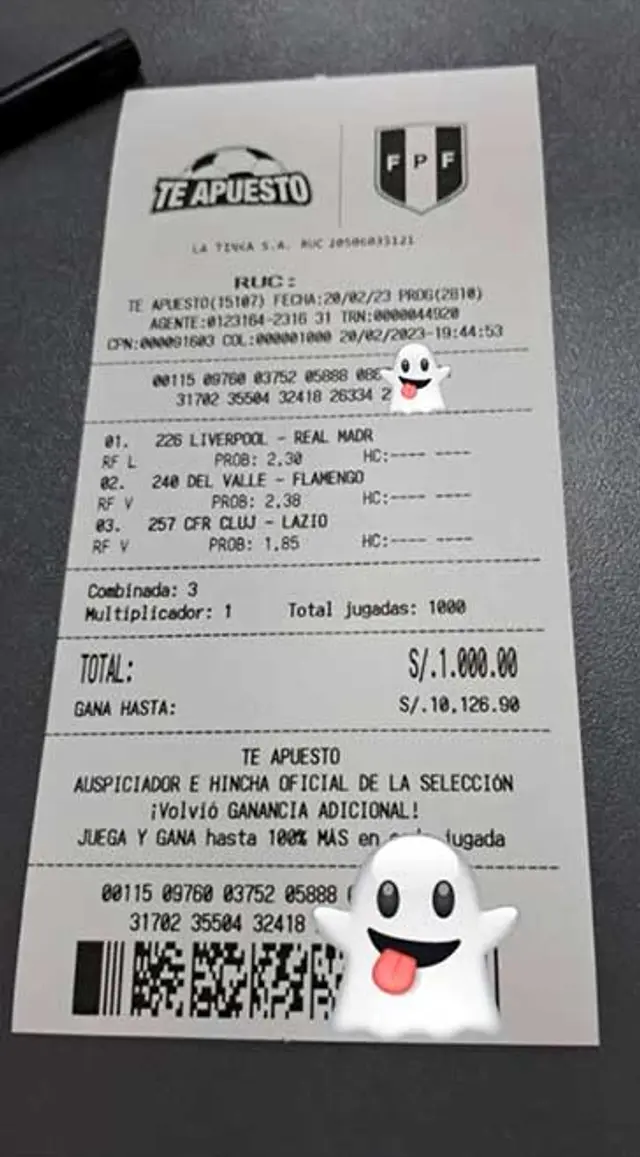 TE APUESTO
FPF
LA TINKA S.A. RUC 20506035121
RUC:
TE APUESTO(15107) FECHA:20/02/23 PROG(2810)
AGENTE:0123164-2316 31 TRN:0000044920
CPN:000091603 COL:000001000 20/02/2023-19:44:53
00115 09760 03752 05888
31702 35504 32418 26334
01. 226 LIVERPOOL - REAL MADR
RF L PROB: 2.30 HC:---- ----
02. 240 DEL VALLE - FLAMENGO
RF V PROB: 2.38 HC:---- ----
03. 257 CFR CLUJ - LAZIO
RF V PROB: 1.85 HC:---- ----
Combinada: 3
Multiplicador: 1 Total jugadas: 1000
TOTAL: S/.1.000.00
GANA HASTA: S/.10,126.90
TE APUESTO
AUSPICIADOR E HINCHA OFICIAL DE LA SELECCIÓN
¡Volvió GANANCIA ADICIONAL!
JUEGA Y GANA hasta 100% MÁS en jugada
00115 09760 03752 05888
31702 35504 32418